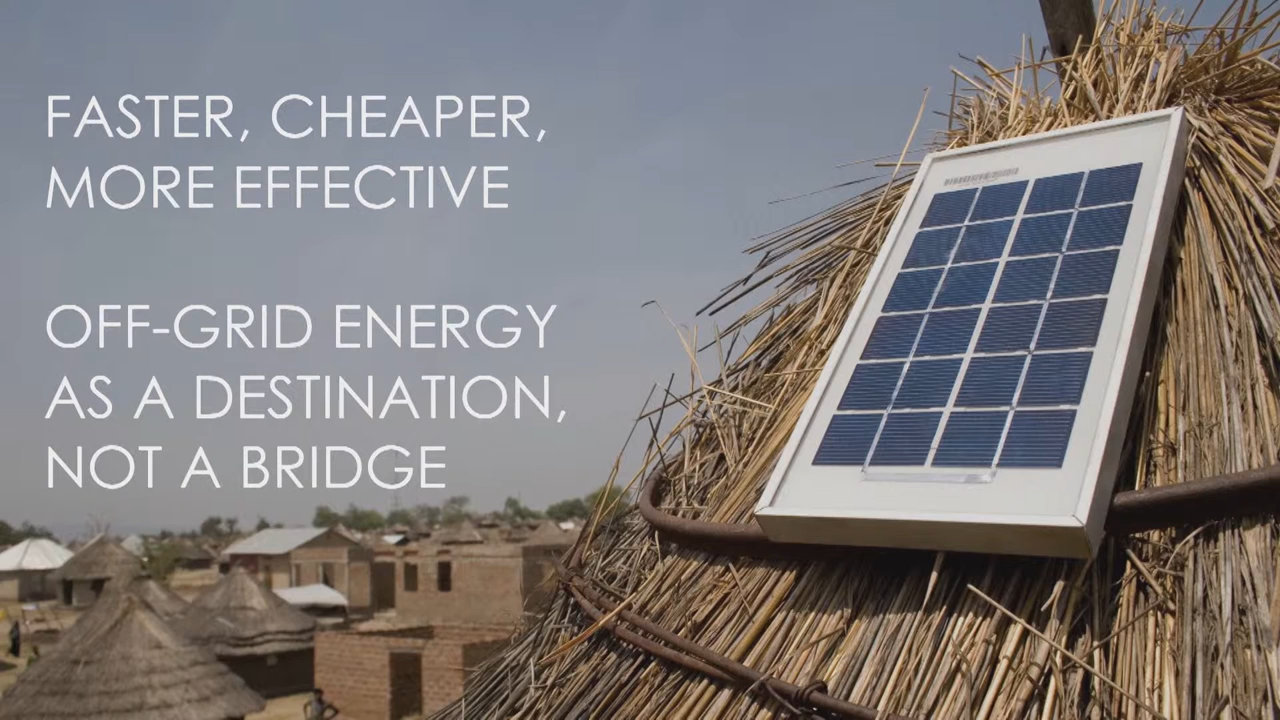 FASTER, CHEAPER,
MORE EFFECTIVE
OFF-GRID ENERGY
AS A DESTINATION,
NOT A BRIDGE